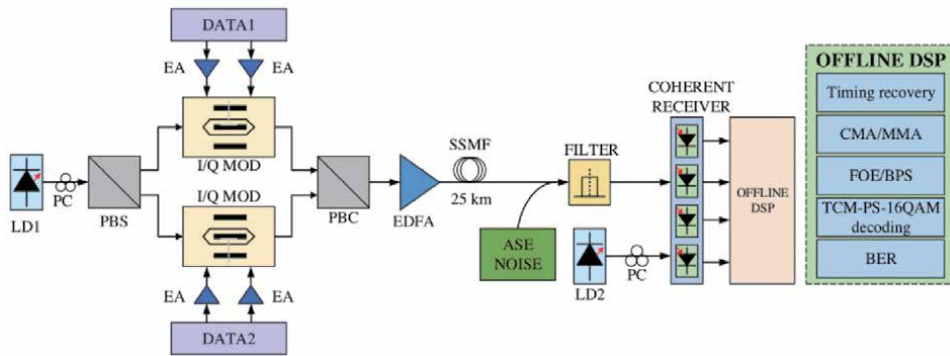 DATA1
EA
EA
I/Q MOD
I/Q MOD
LD1
PC
PBS
PBC
EDFA
SSMF
25 km
EA
EA
DATA2
ASE
NOISE
FILTER
LD2
PC
COHERENT
RECEIVER
OFFLINE
DSP
OFFLINE DSP
Timing recovery
CMA/MMA
FOE/BPS
TCM-PS-16QAM
decoding
BER